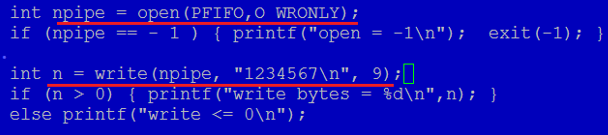 int npipe = open(PFIFO,O WRONLY);
if (npipe == - 1 ) { printf("open = -1\n");  exit(-1); }
int n = write(npipe, "1234567\n", 9);
if (n > 0) { printf("write bytes = %d\n",n); }
else printf("write <= 0\n");